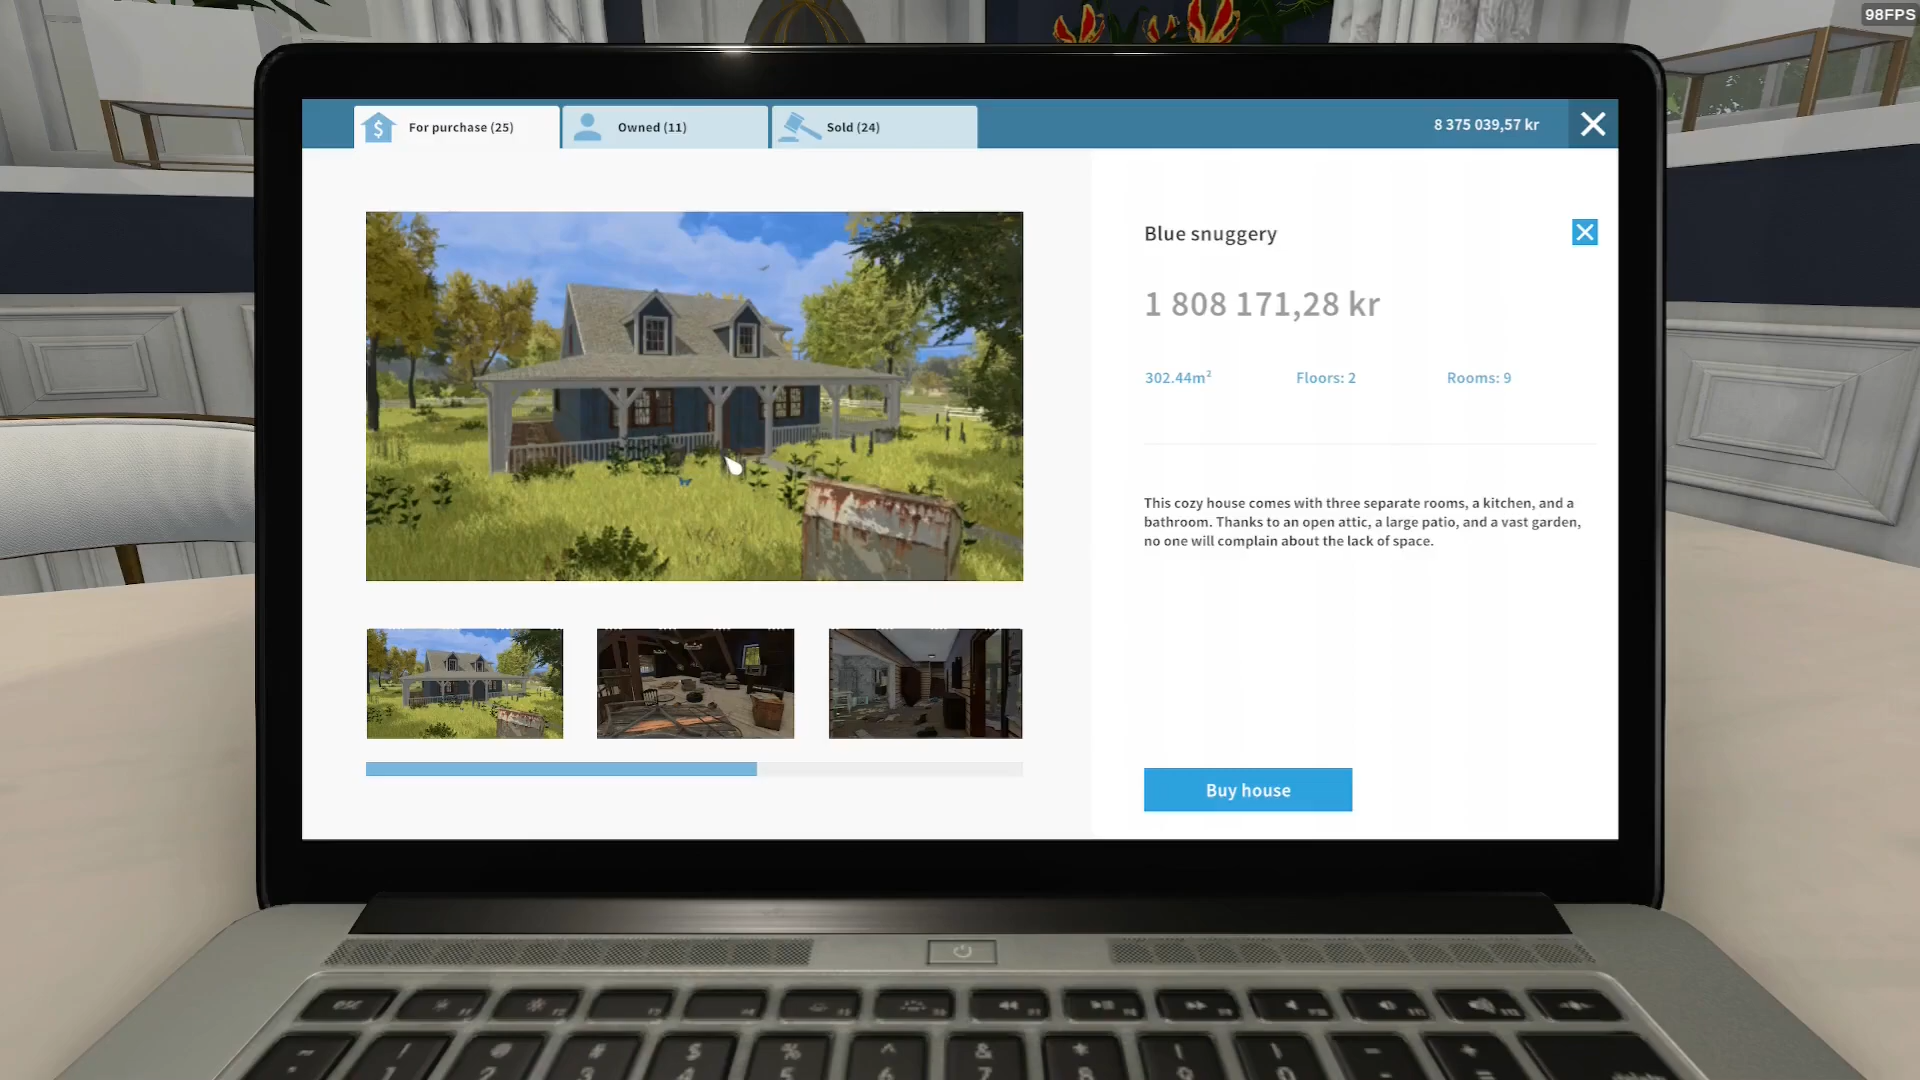 98FPS
For purchase (25)
Owned (11)
Sold (24)
8 375 039,57 kr
Blue snuggery
1 808 171,28 kr
302.44m²
Floors: 2
Rooms: 9
This cozy house comes with three separate rooms, a kitchen, and a
bathroom. Thanks to an open attic, a large patio, and a vast garden,
no one will complain about the lack of space.
Buy house
esc